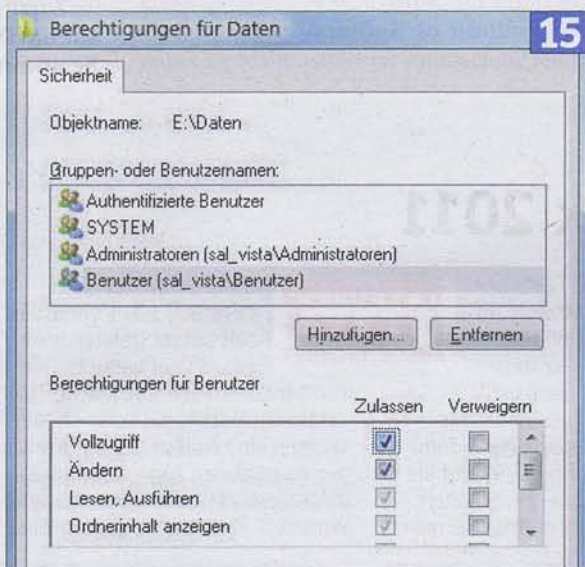 Berechtigungen für Daten
15
Sicherheit
Objektname: E:\Daten
Gruppen- oder Benutzernamen:
Authentifizierte Benutzer
SYSTEM
Administratoren (sal_vista\Administratoren)
Benutzer (sal_vista\Benutzer)
Hinzufügen... Entfernen
Berechtigungen für Benutzer
Zulassen Verweigern
Vollzugriff
Ändern
Lesen, Ausführen
Ordnerinhalt anzeigen